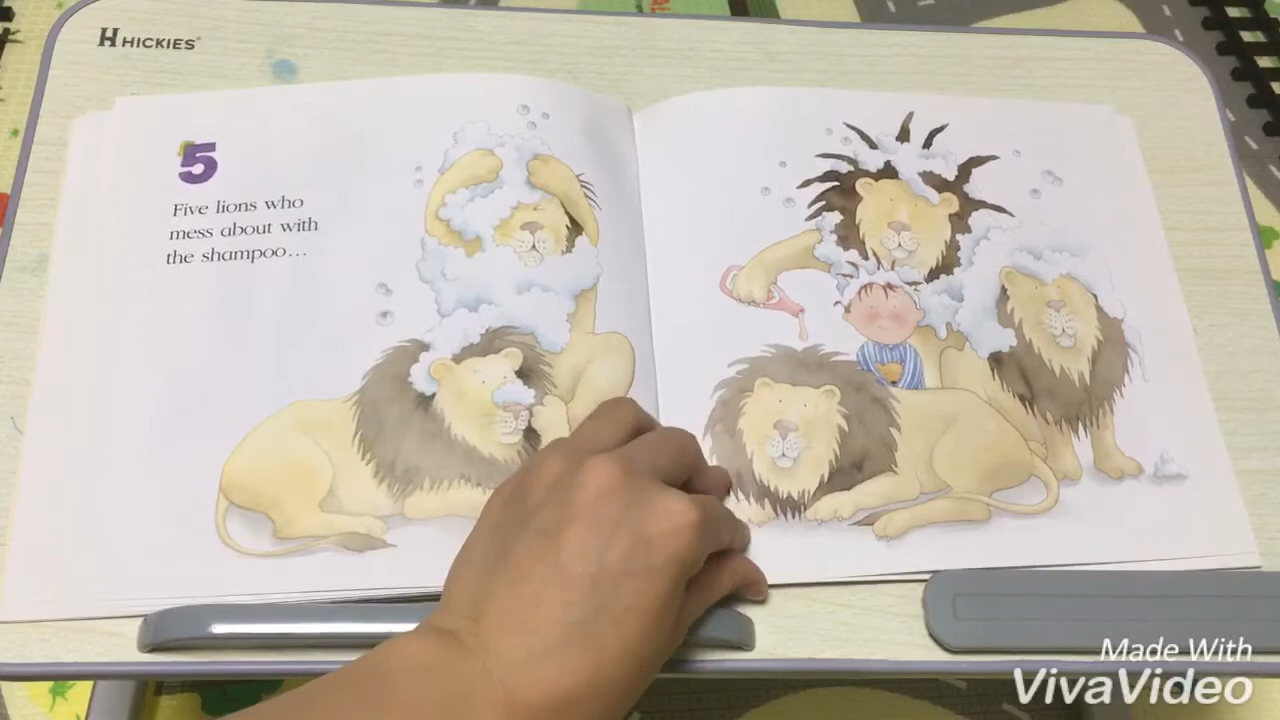 H HICKIES
5
Five lions who
mess about with
the shampoo...
Made With
VivaVideo